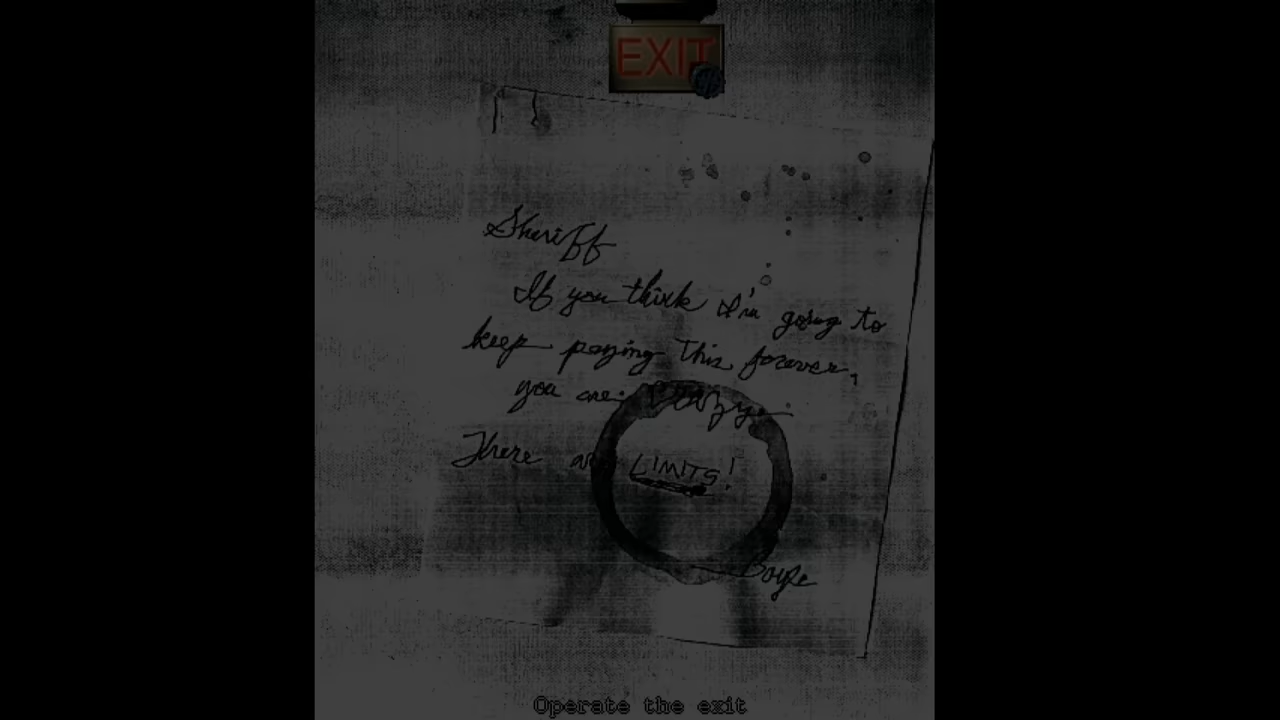 EXIT
Sheriff
If you think I'm going to
keep paying this forever,
you are crazy.
There are LIMITS!
Boyle
Operate the exit